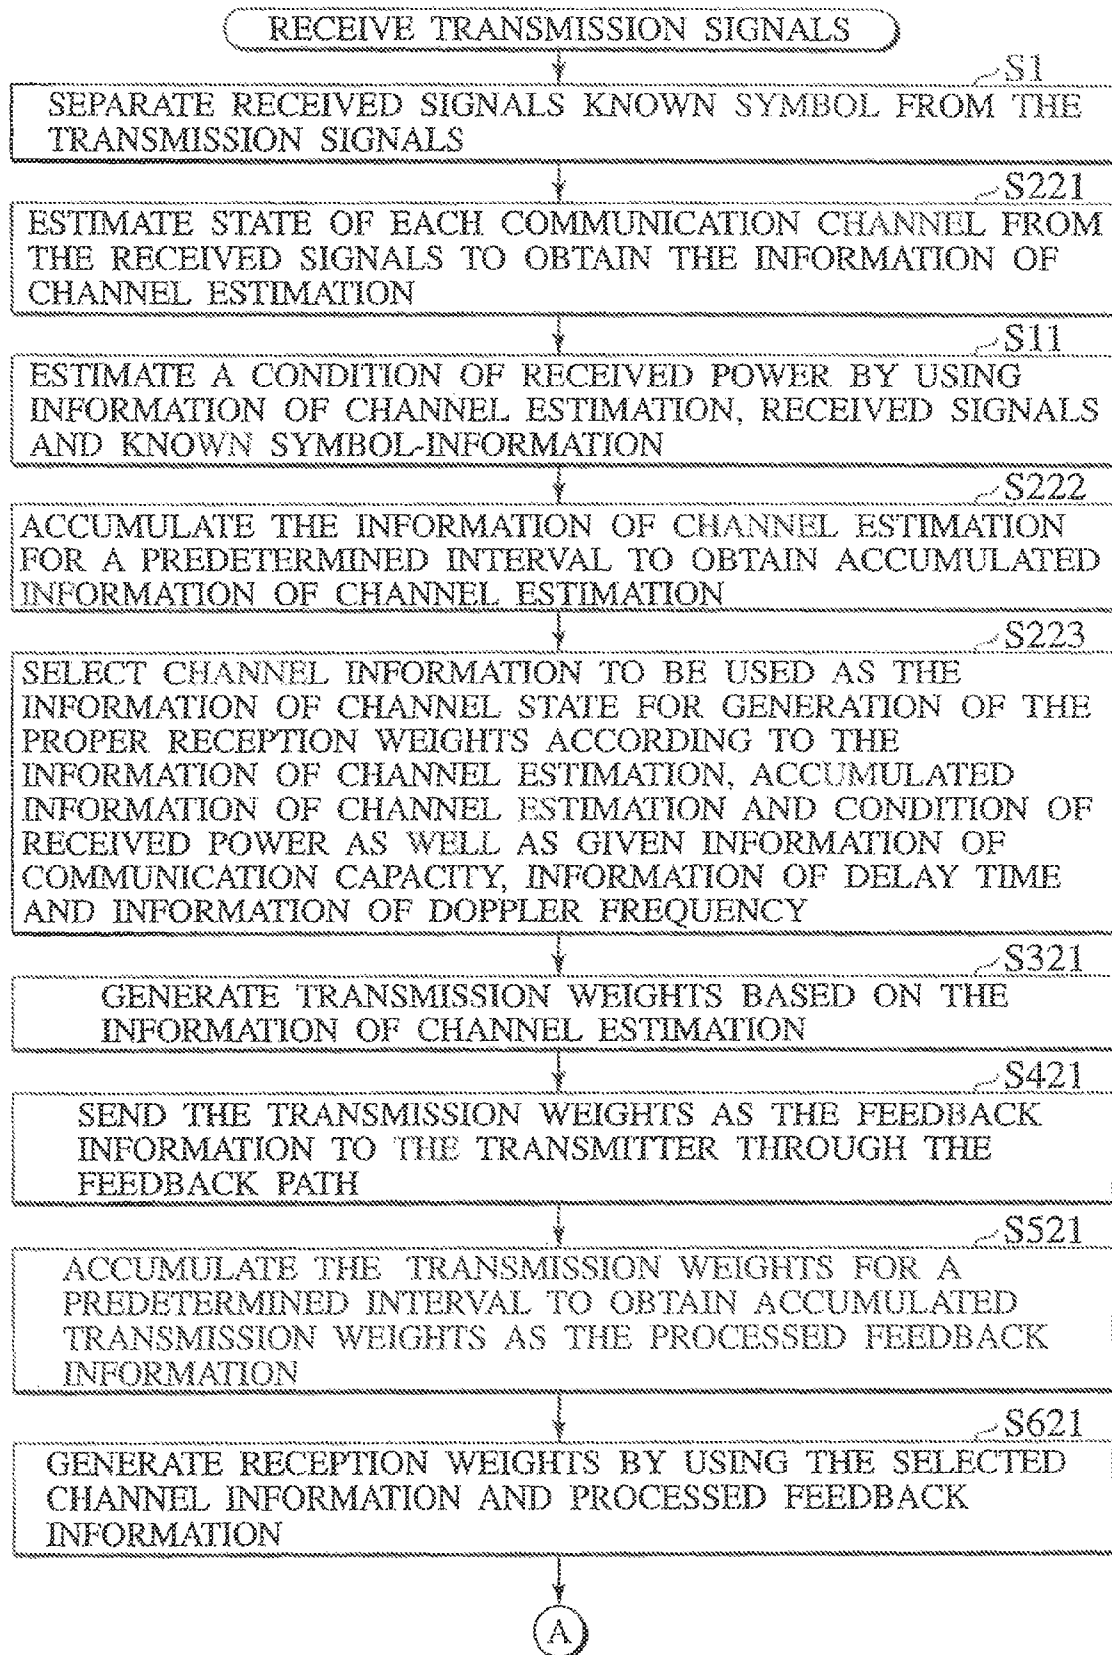 RECEIVE TRANSMISSION SIGNALS
S1
SEPARATE RECEIVED SIGNALS KNOWN SYMBOL FROM THE
TRANSMISSION SIGNALS
S221
ESTIMATE STATE OF EACH COMMUNICATION CHANNEL FROM
THE RECEIVED SIGNALS TO OBTAIN THE INFORMATION OF
CHANNEL ESTIMATION
S11
ESTIMATE A CONDITION OF RECEIVED POWER BY USING
INFORMATION OF CHANNEL ESTIMATION, RECEIVED SIGNALS
AND KNOWN SYMBOL-INFORMATION
S222
ACCUMULATE THE INFORMATION OF CHANNEL ESTIMATION
FOR A PREDETERMINED INTERVAL TO OBTAIN ACCUMULATED
INFORMATION OF CHANNEL ESTIMATION
S223
SELECT CHANNEL INFORMATION TO BE USED AS THE
INFORMATION OF CHANNEL STATE FOR GENERATION OF THE
PROPER RECEPTION WEIGHTS ACCORDING TO THE
INFORMATION OF CHANNEL ESTIMATION, ACCUMULATED
INFORMATION OF CHANNEL ESTIMATION AND CONDITION OF
RECEIVED POWER AS WELL AS GIVEN INFORMATION OF
COMMUNICATION CAPACITY, INFORMATION OF DELAY TIME
AND INFORMATION OF DOPPLER FREQUENCY
S321
GENERATE TRANSMISSION WEIGHTS BASED ON THE
INFORMATION OF CHANNEL ESTIMATION
S421
SEND THE TRANSMISSION WEIGHTS AS THE FEEDBACK
INFORMATION TO THE TRANSMITTER THROUGH THE
FEEDBACK PATH
S521
ACCUMULATE THE TRANSMISSION WEIGHTS FOR A
PREDETERMINED INTERVAL TO OBTAIN ACCUMULATED
TRANSMISSION WEIGHTS AS THE PROCESSED FEEDBACK
INFORMATION
S621
GENERATE RECEPTION WEIGHTS BY USING THE SELECTED
CHANNEL INFORMATION AND PROCESSED FEEDBACK
INFORMATION
A